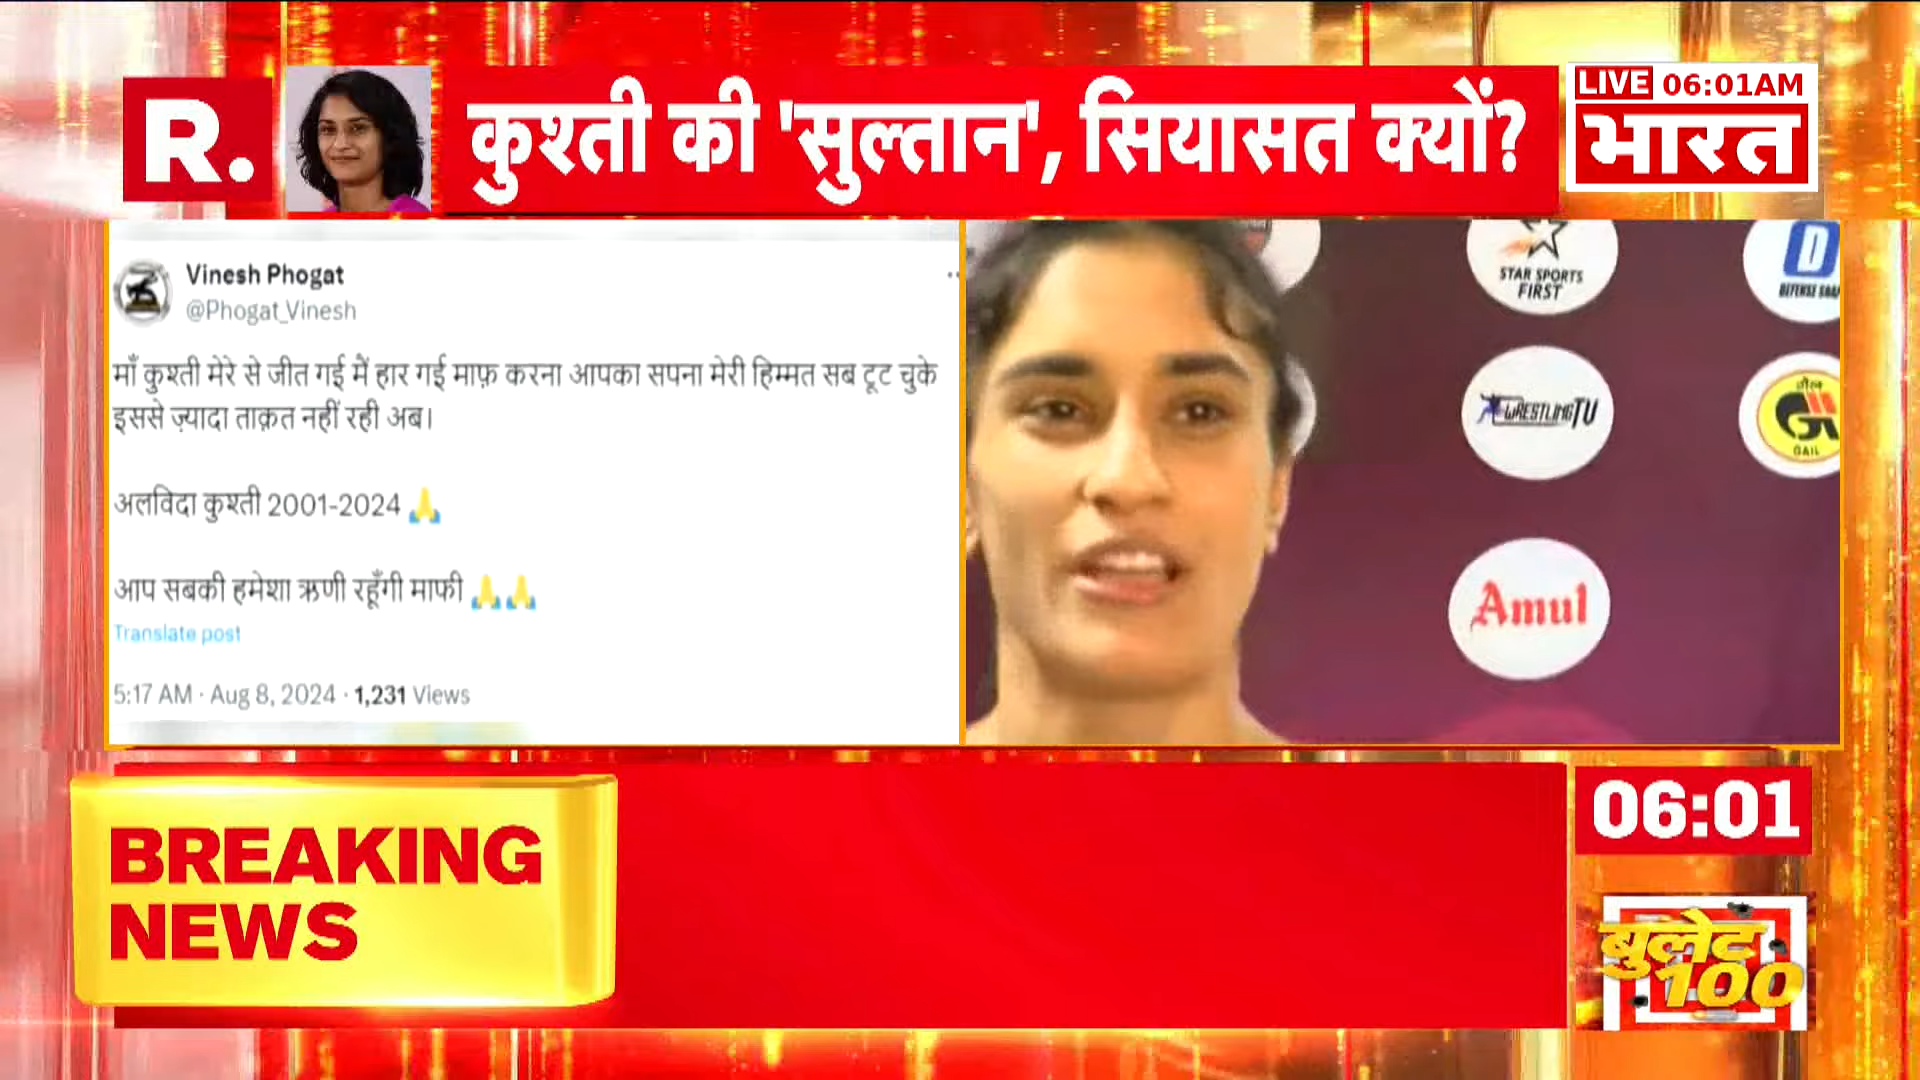 R.
कुश्ती की 'सुल्तान', सियासत क्यों?
LIVE 06:01AM
भारत
Vinesh Phogat
@Phogat_Vinesh
माँ कुश्ती मेरे से जीत गई मैं हार गई माफ़ करना आपका सपना मेरी हिम्मत सब टूट चुके
इससे ज़्यादा ताक़त नहीं रही अब।
अलविदा कुश्ती 2001-2024 🙏
आप सबकी हमेशा ऋणी रहूँगी माफी 🙏🙏
Translate post
5:17 AM · Aug 8, 2024 · 1,231 Views
STAR SPORTS
FIRST
D
WRESTLING TV
गेल
GAIL
Amul
BREAKING
NEWS
06:01
बुलेट
100